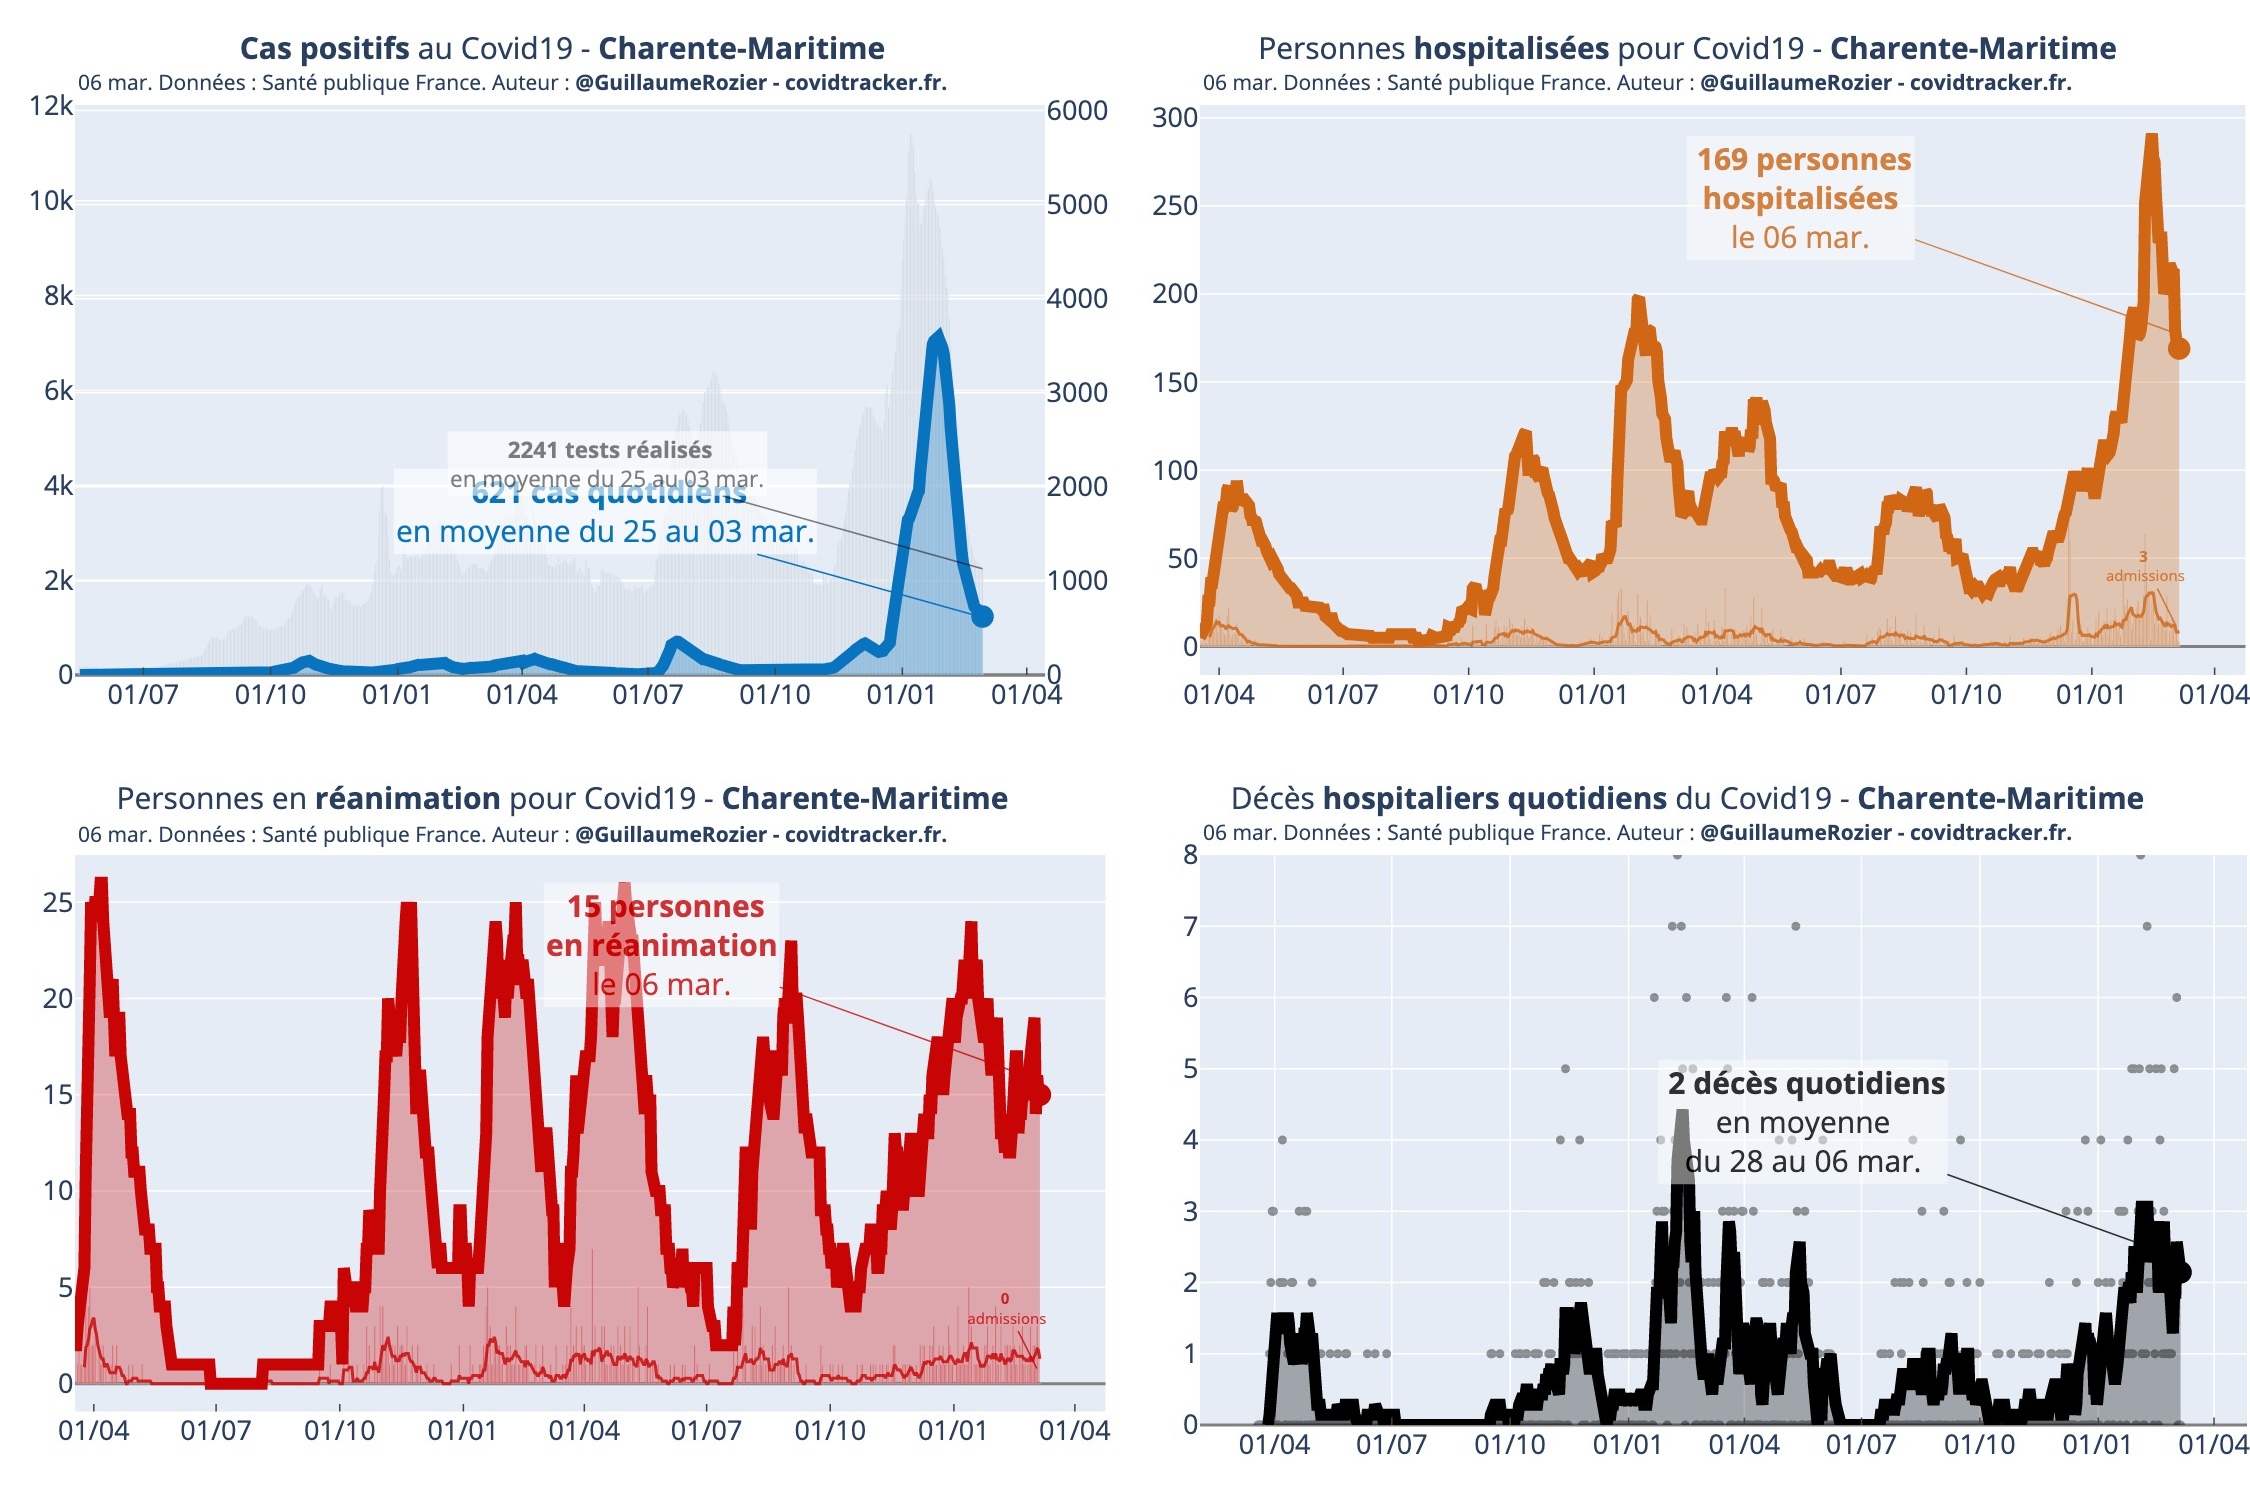 Cas positifs au Covid19 - Charente-Maritime
06 mar. Données : Santé publique France. Auteur : @GuillaumeRozier - covidtracker.fr.
12k
10k
8k
6k
4k
2k
0
6000
5000
4000
3000
2000
1000
0
2241 tests réalisés
en moyenne du 25 au 03 mar.
621 cas quotidiens
en moyenne du 25 au 03 mar.
01/07 01/10 01/01 01/04 01/07 01/10 01/01 01/04
Personnes hospitalisées pour Covid19 - Charente-Maritime
06 mar. Données : Santé publique France. Auteur : @GuillaumeRozier - covidtracker.fr.
300
250
200
150
100
50
0
169 personnes
hospitalisées
le 06 mar.
3
admissions
01/04 01/07 01/10 01/01 01/04 01/07 01/10 01/01 01/04
Personnes en réanimation pour Covid19 - Charente-Maritime
06 mar. Données : Santé publique France. Auteur : @GuillaumeRozier - covidtracker.fr.
25
20
15
10
5
0
15 personnes
en réanimation
le 06 mar.
0
admissions
01/04 01/07 01/10 01/01 01/04 01/07 01/10 01/01 01/04
Décès hospitaliers quotidiens du Covid19 - Charente-Maritime
06 mar. Données : Santé publique France. Auteur : @GuillaumeRozier - covidtracker.fr.
8
7
6
5
4
3
2
1
0
2 décès quotidiens
en moyenne
du 28 au 06 mar.
01/04 01/07 01/10 01/01 01/04 01/07 01/10 01/01 01/04